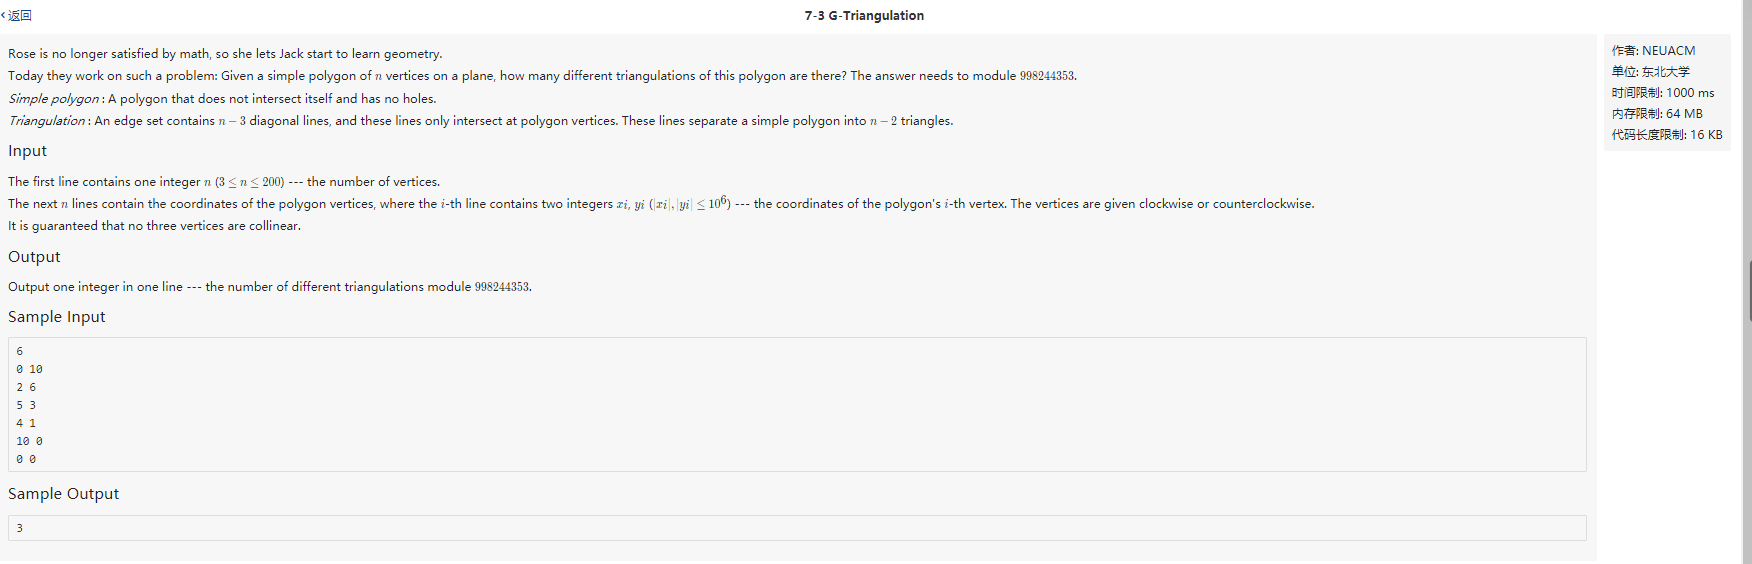 ‹返回
7-3 G-Triangulation
Rose is no longer satisfied by math, so she lets Jack start to learn geometry.
Today they work on such a problem: Given a simple polygon of n vertices on a plane, how many different triangulations of this polygon are there? The answer needs to module 998244353.
Simple polygon : A polygon that does not intersect itself and has no holes.
Triangulation : An edge set contains n − 3 diagonal lines, and these lines only intersect at polygon vertices. These lines separate a simple polygon into n − 2 triangles.
Input
The first line contains one integer n (3 ≤ n ≤ 200) --- the number of vertices.
The next n lines contain the coordinates of the polygon vertices, where the i-th line contains two integers xi, yi (|xi|, |yi| ≤ 10^6) --- the coordinates of the polygon's i-th vertex. The vertices are given clockwise or counterclockwise.
It is guaranteed that no three vertices are collinear.
Output
Output one integer in one line --- the number of different triangulations module 998244353.
Sample Input
6
0 10
2 6
5 3
4 1
10 0
0 0
Sample Output
3
作者: NEUACM
单位: 东北大学
时间限制: 1000 ms
内存限制: 64 MB
代码长度限制: 16 KB